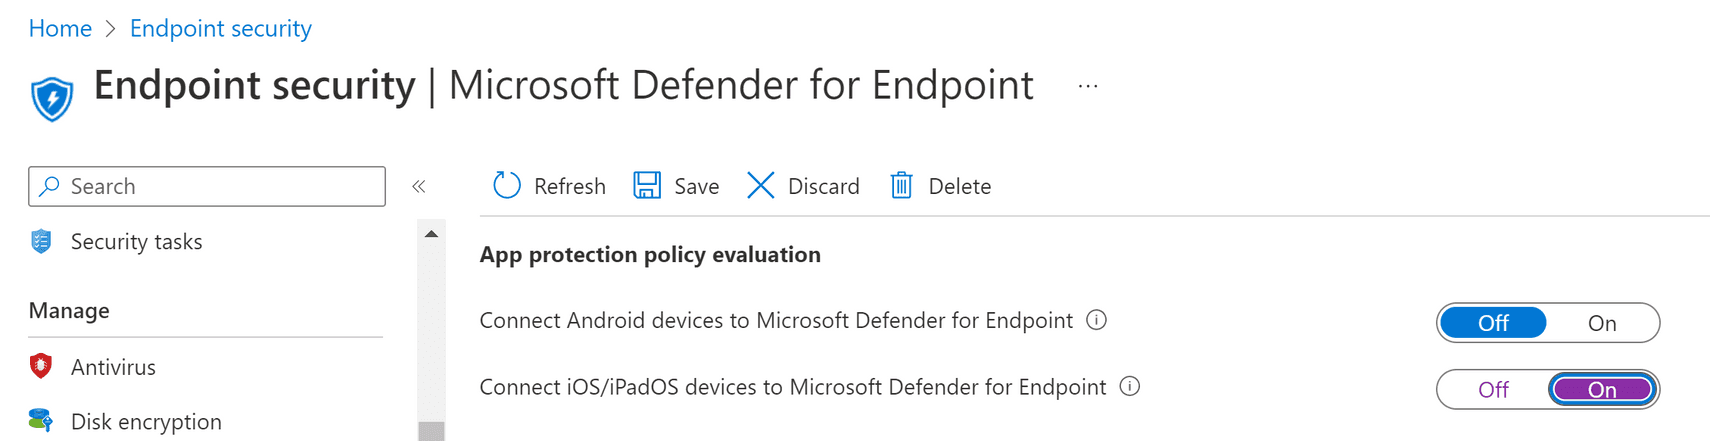 Home > Endpoint security
Endpoint security | Microsoft Defender for Endpoint ...
Search «
Refresh Save Discard Delete
Security tasks
App protection policy evaluation
Manage
Connect Android devices to Microsoft Defender for Endpoint Off On
Antivirus
Connect iOS/iPadOS devices to Microsoft Defender for Endpoint Off On
Disk encryption